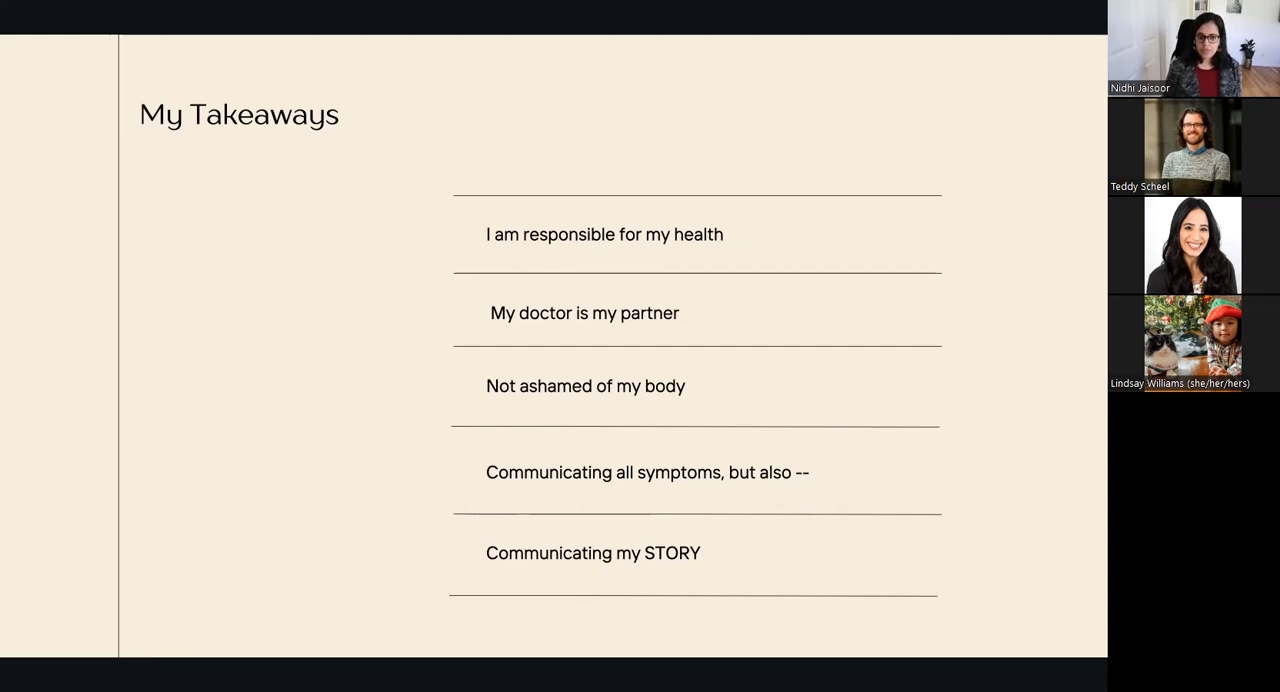 My Takeaways
I am responsible for my health
My doctor is my partner
Not ashamed of my body
Communicating all symptoms, but also --
Communicating my STORY
Nidhi Jaisoor
Teddy Scheel
Lindsay Williams (she/her/hers)